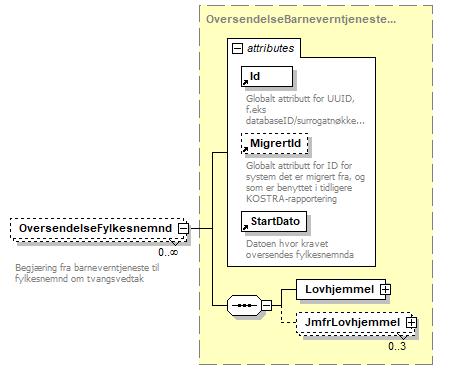 OversendelseBarneverntjeneste...
attributes
Id
Globalt attributt for UUID,
f.eks
databaseID/surrogatnøkke...
MigrertId
Globalt attributt for ID for
system det er migrert fra, og
som er benyttet i tidligere
KOSTRA-rapportering
StartDato
Datoen hvor kravet
oversendes fylkesnemnda
OversendelseFylkesnemnd
0..∞
Begjæring fra barneverntjeneste til
fylkesnemnd om tvangsvedtak
Lovhjemmel
JmfrLovhjemmel
0..3